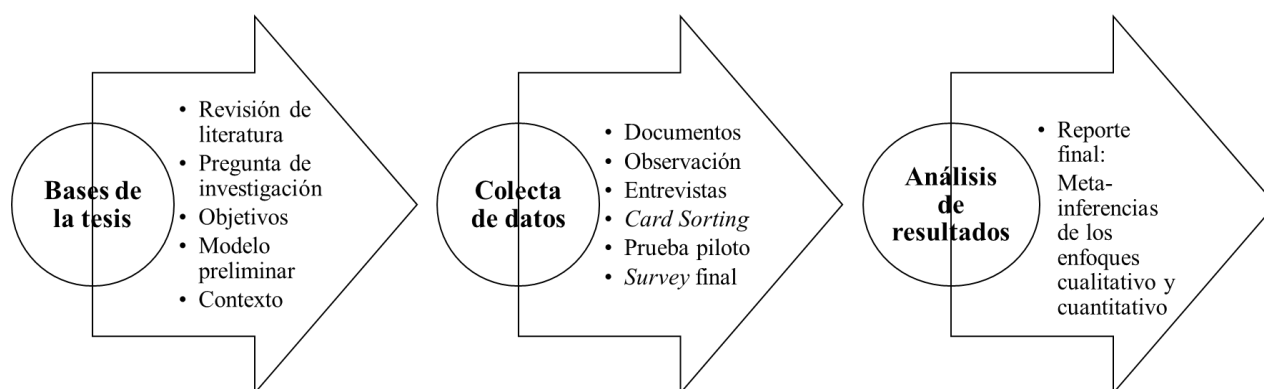 Bases de
la tesis
• Revisión de
literatura
• Pregunta de
investigación
• Objetivos
• Modelo
preliminar
• Contexto
Colecta
de datos
• Documentos
• Observación
• Entrevistas
• Card Sorting
• Prueba piloto
• Survey final
Análisis
de
resultados
• Reporte
final:
Meta-
inferencias
de los
enfoques
cualitativo y
cuantitativo